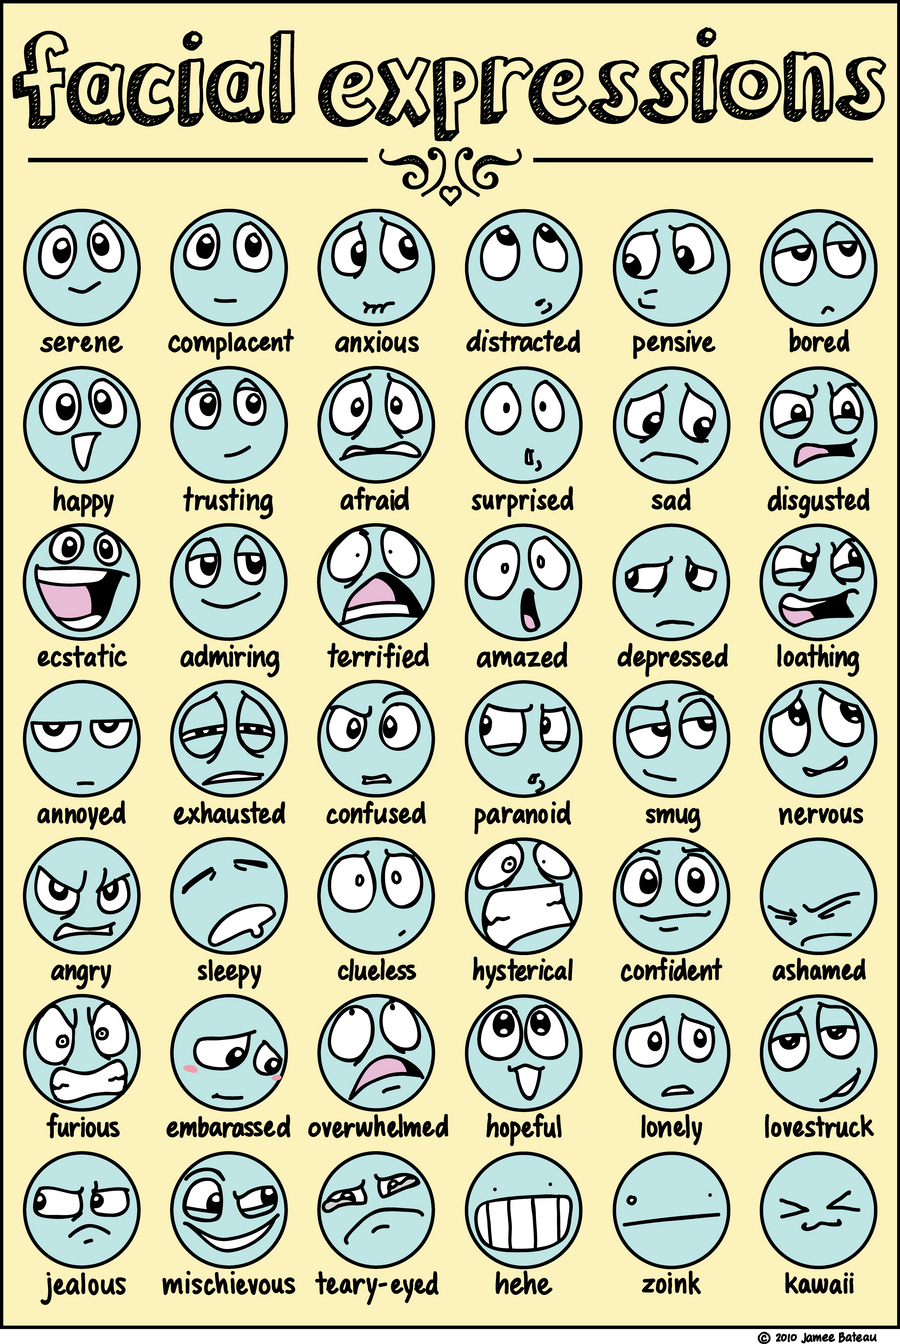 facial expressions
serene complacent anxious distracted pensive bored
happy trusting afraid surprised sad disgusted
ecstatic admiring terrified amazed depressed loathing
annoyed exhausted confused paranoid smug nervous
angry sleepy clueless hysterical confident ashamed
furious embarassed overwhelmed hopeful lonely lovestruck
jealous mischievous teary-eyed hehe zoink kawaii
© 2010 Jamee Bateau